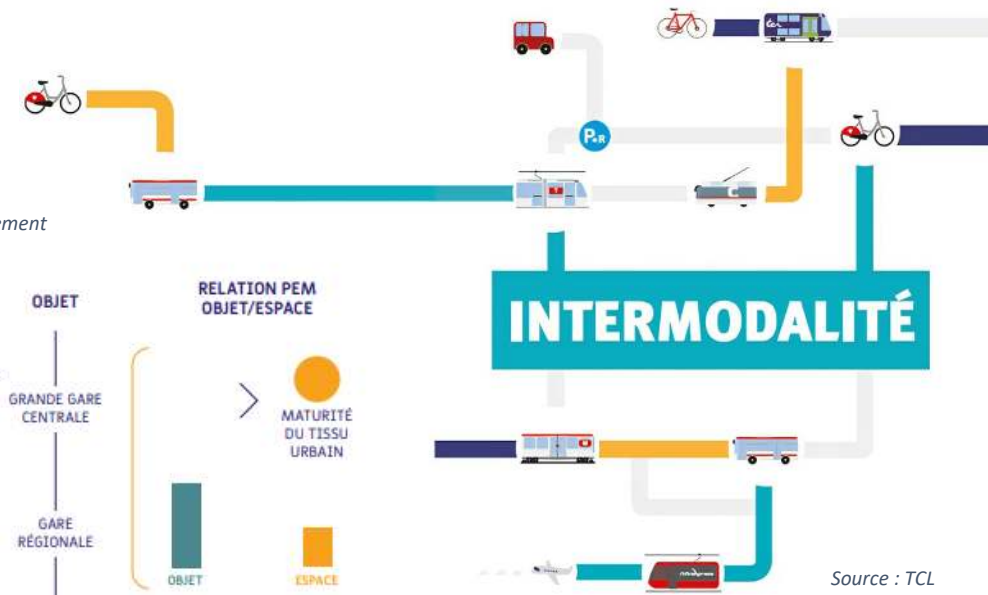 ter
P+R
ement
INTERMODALITÉ
OBJET
RELATION PEM
OBJET/ESPACE
GRANDE GARE
CENTRALE
MATURITÉ
DU TISSU
URBAIN
GARE
RÉGIONALE
OBJET
ESPACE
Source : TCL